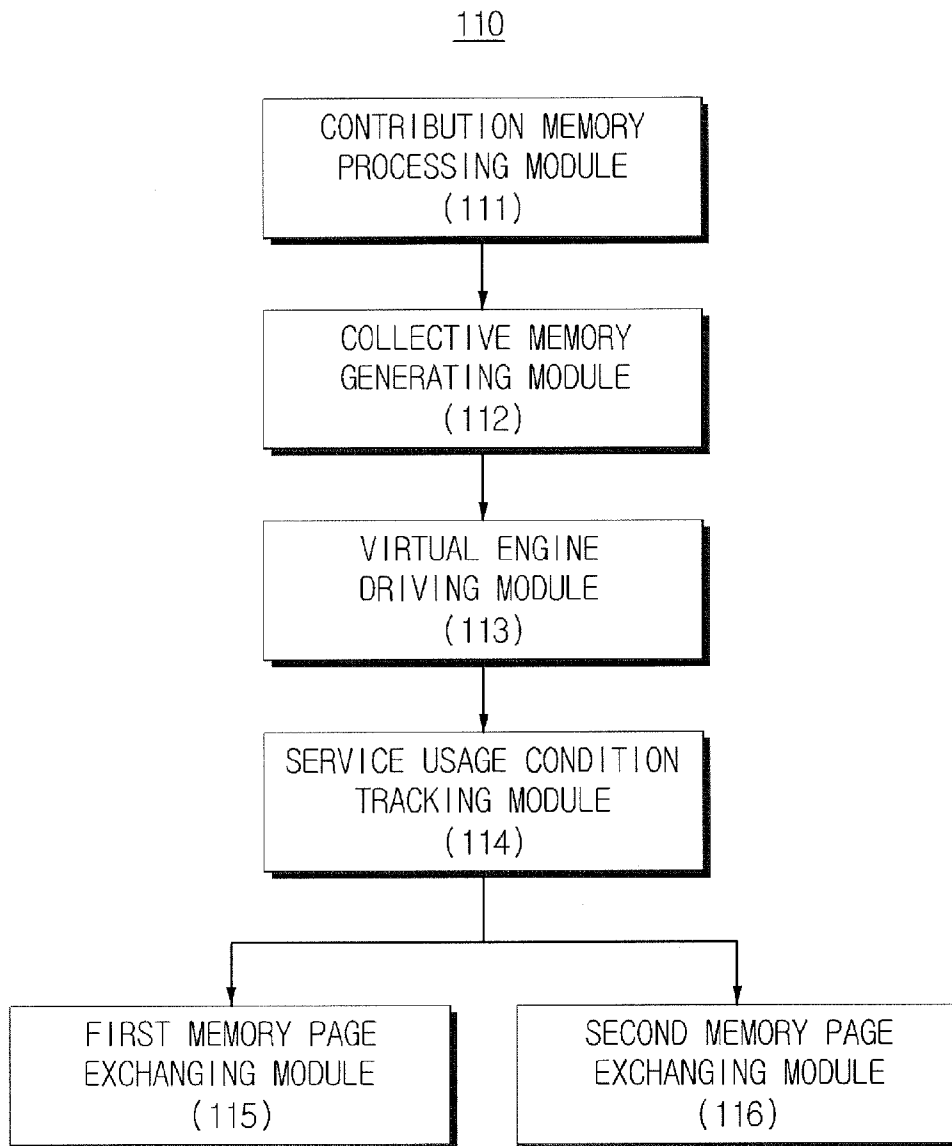 110
CONTRIBUTION MEMORY
PROCESSING MODULE
(111)
COLLECTIVE MEMORY
GENERATING MODULE
(112)
VIRTUAL ENGINE
DRIVING MODULE
(113)
SERVICE USAGE CONDITION
TRACKING MODULE
(114)
FIRST MEMORY PAGE
EXCHANGING MODULE
(115)
SECOND MEMORY PAGE
EXCHANGING MODULE
(116)